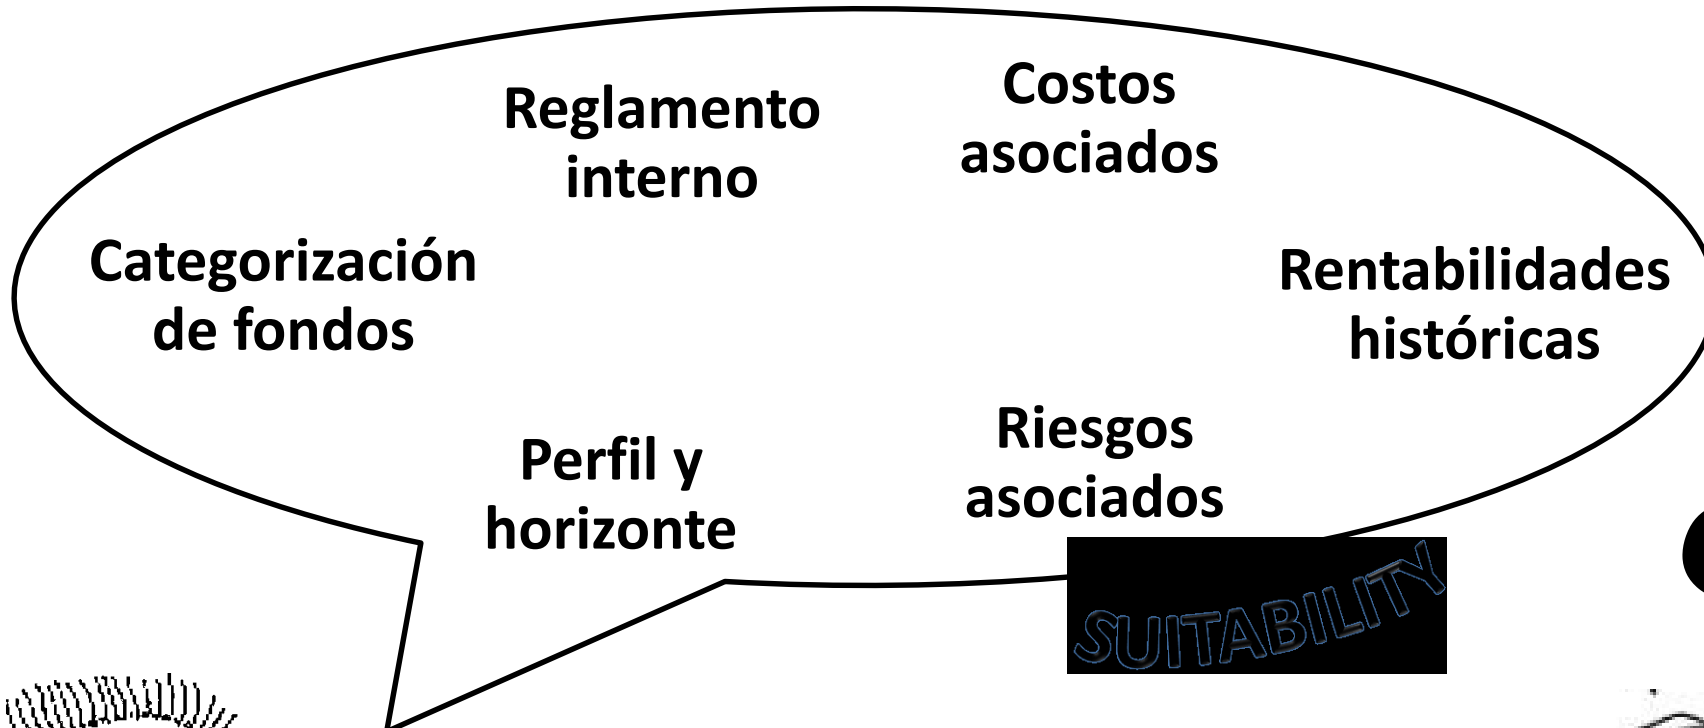 Reglamento
interno
Costos
asociados
Categorización
de fondos
Rentabilidades
históricas
Perfil y
horizonte
Riesgos
asociados
SUITABILITY